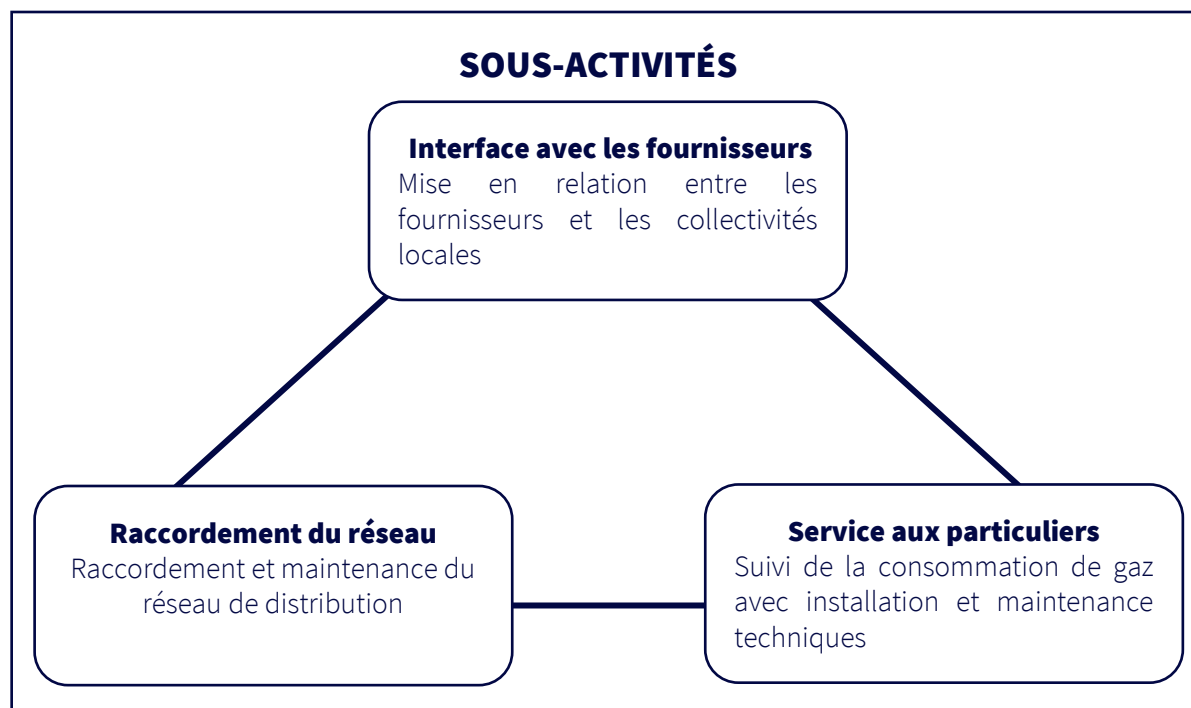 SOUS-ACTIVITÉS
Interface avec les fournisseurs
Mise en relation entre les
fournisseurs et les collectivités
locales
Raccordement du réseau
Raccordement et maintenance du
réseau de distribution
Service aux particuliers
Suivi de la consommation de gaz
avec installation et maintenance
techniques